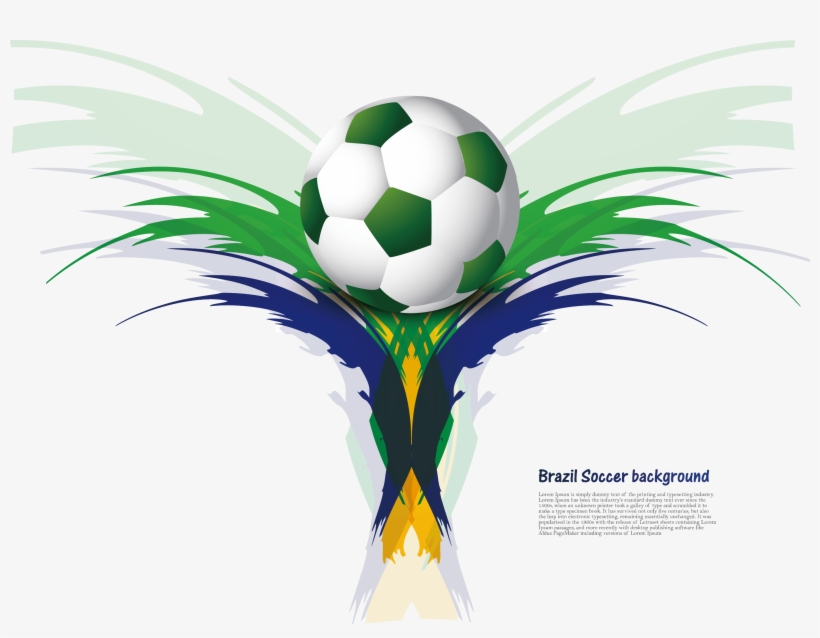 Brazil Soccer background
Lorem Ipsum is simply dummy text of the printing and typesetting industry.
Lorem Ipsum has been the industry's standard dummy text ever since the
1500s, when an unknown printer took a galley of type and scrambled it to
make a type specimen book. It has survived not only five centuries, but also
the leap into electronic typesetting, remaining essentially unchanged. It was
popularised in the 1960s with the release of Letraset sheets containing Lorem
Ipsum passages, and more recently with desktop publishing software like
Aldus PageMaker including versions of Lorem Ipsum